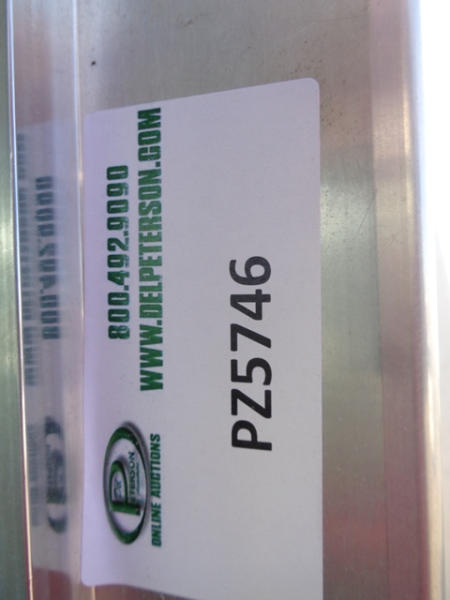 800.492.9090
WWW.DELPETERSON.COM
PETERSON
ONLINE AUCTIONS
PZ5746